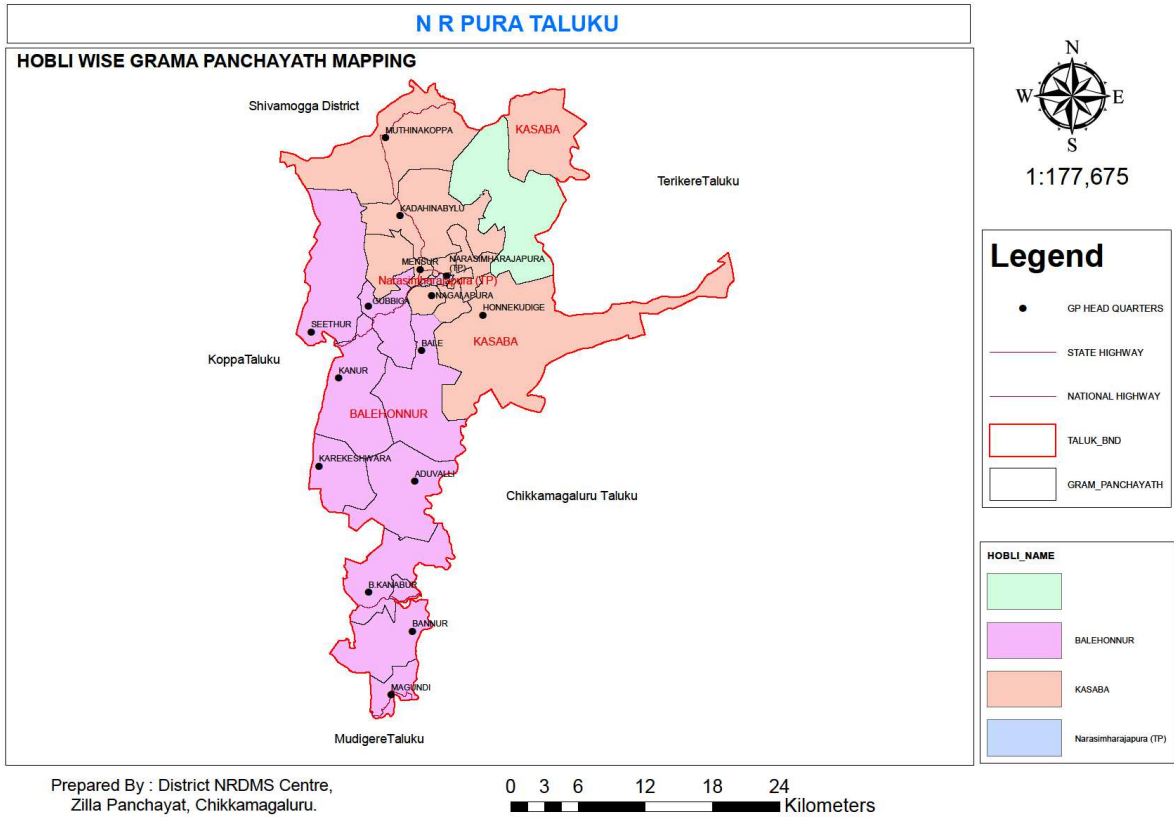 N R PURA TALUKU
HOBLI WISE GRAMA PANCHAYATH MAPPING
Shivamogga District
KASABA
MUTHINAKOPPA
TerikereTaluku
KADAHINABYLU
MENSUR
NARASIMHARAJAPURA
(TP)
Narasimharajapura (TP)
NAGALAPURA
GUBBIGA
HONNEKUDIGE
SEETHUR
KASABA
BALE
KoppaTaluku
KANUR
BALEHONNUR
KAREKESHWARA
ADUVALLI
Chikkamagaluru Taluku
B.KANABUR
BANNUR
MAGUNDI
MudigereTaluku
N
W E
S
1:177,675
Legend
GP HEAD QUARTERS
STATE HIGHWAY
NATIONAL HIGHWAY
TALUK_BND
GRAM_PANCHAYATH
HOBLI_NAME
BALEHONNUR
KASABA
Narasimharajapura (TP)
Prepared By : District NRDMS Centre,
Zilla Panchayat, Chikkamagaluru.
0 3 6 12 18 24
Kilometers